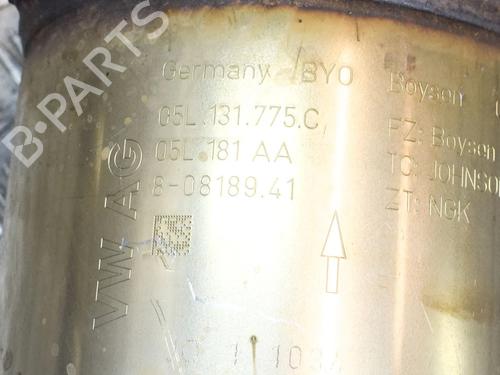 Germany BYO
05L.131.775.C
05L 181 AA
8-08189.41
VW AG
Boysen
FZ: Boysen
TC: JOHNSO
ZT: NGK
B-PARTS